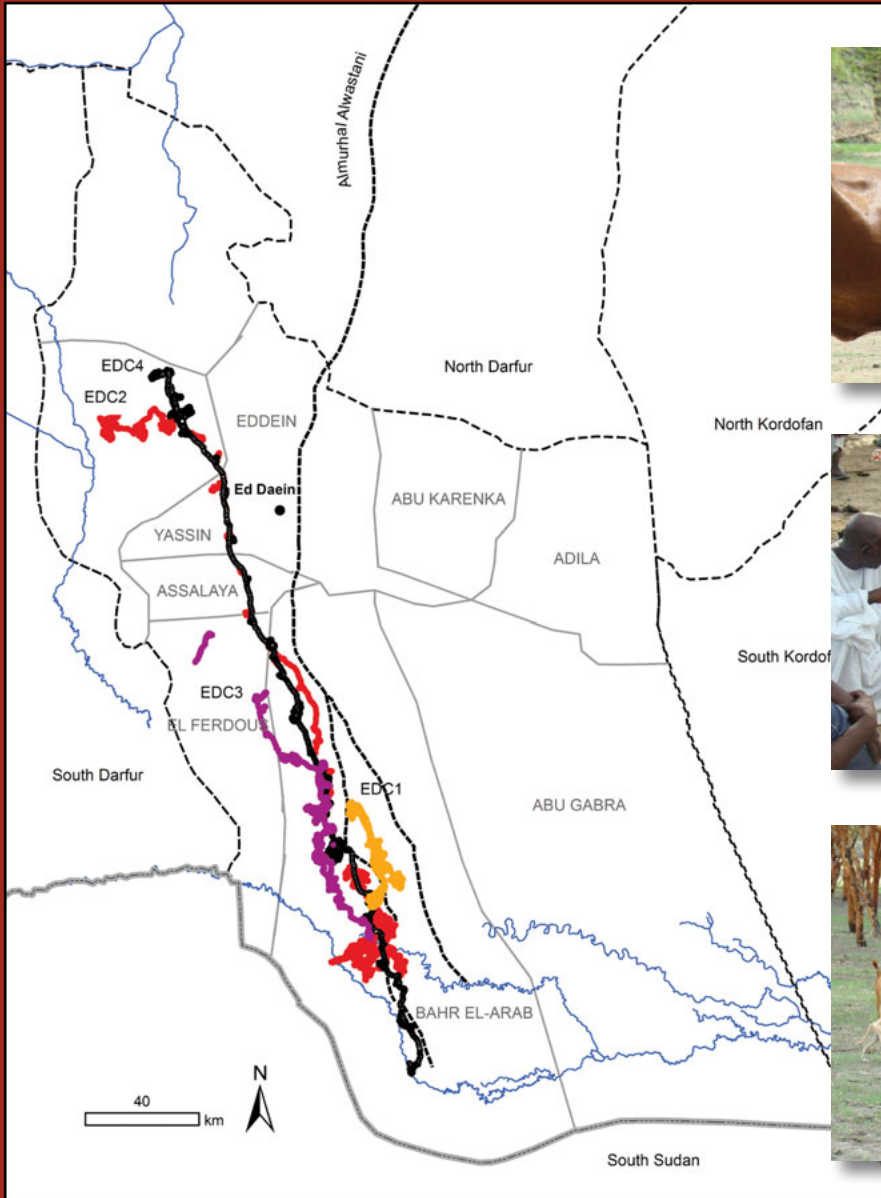 Almurhal Alwastani
EDC4
EDC2
EDDEIN
North Darfur
North Kordofan
Ed Daein
ABU KARENKA
YASSIN
ADILA
ASSALAYA
South Kordof
EDC3
EL FERDOUS
South Darfur
EDC1
ABU GABRA
BAHR EL-ARAB
N
40
km
South Sudan